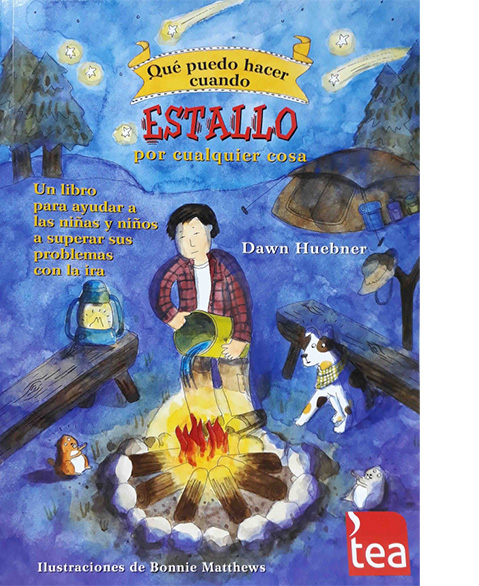 Qué puedo hacer
cuando
ESTALLO
por cualquier cosa
Un libro
para ayudar a
las niñas y niños
a superar sus
problemas
con la ira
Dawn Huebner
tea
Ilustraciones de Bonnie Matthews